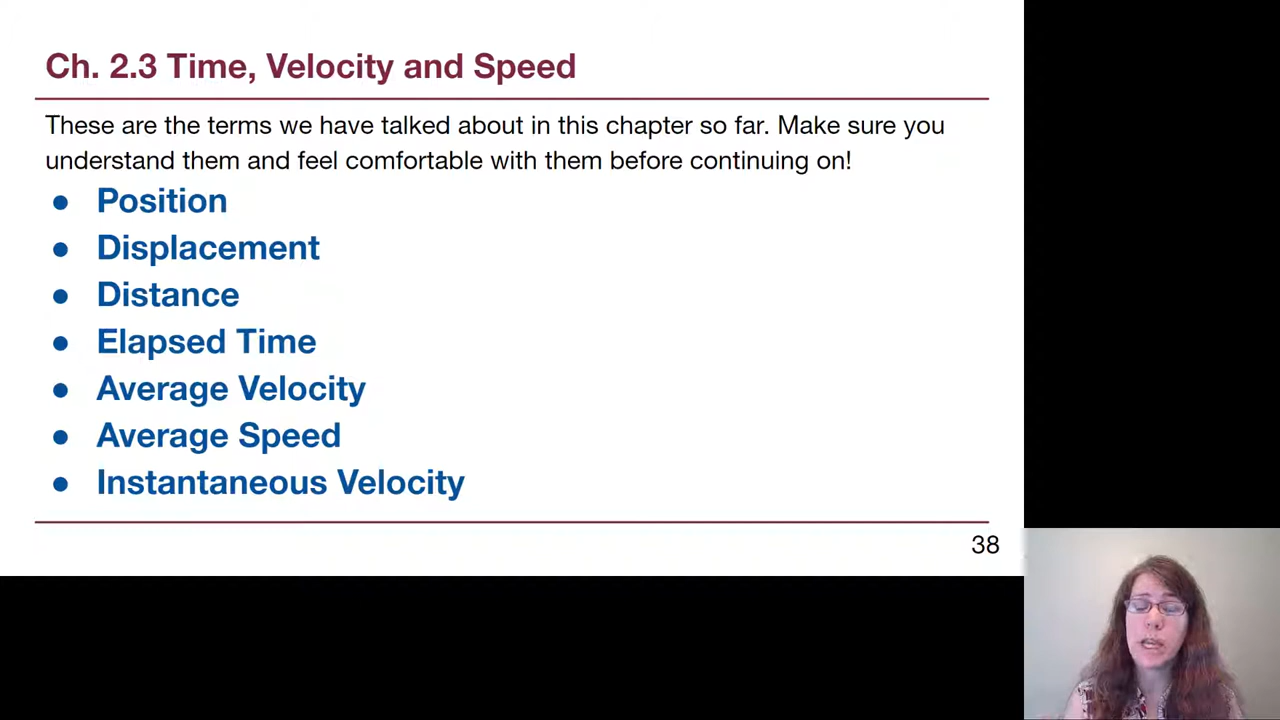 Ch. 2.3 Time, Velocity and Speed
These are the terms we have talked about in this chapter so far. Make sure you
understand them and feel comfortable with them before continuing on!
● Position
● Displacement
● Distance
● Elapsed Time
● Average Velocity
● Average Speed
● Instantaneous Velocity
38